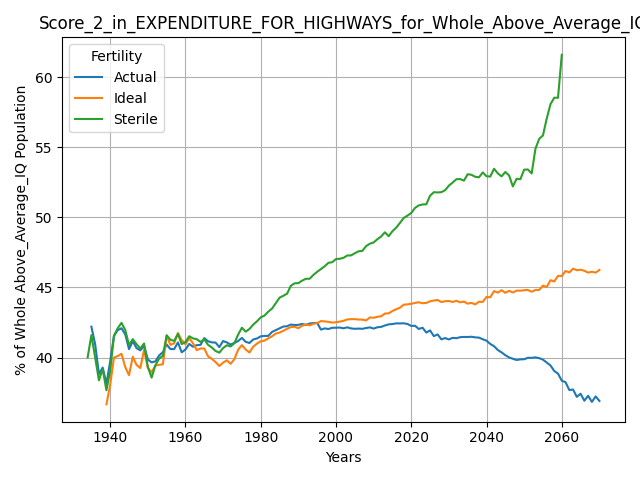 Score_2_in_EXPENDITURE_FOR_HIGHWAYS_for_Whole_Above_Average_IQ
Fertility
Actual
Ideal
Sterile
% of Whole Above_Average_IQ Population
60
55
50
45
40
1940 1960 1980 2000 2020 2040 2060
Years